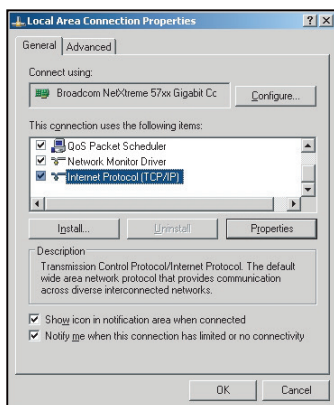 Local Area Connection Properties
General Advanced
Connect using:
Broadcom NetXtreme 57xx Gigabit Cc
Configure...
This connection uses the following items:
QoS Packet Scheduler
Network Monitor Driver
Internet Protocol (TCP/IP)
Install... Uninstall Properties
Description
Transmission Control Protocol/Internet Protocol. The default
wide area network protocol that provides communication
across diverse interconnected networks.
Show icon in notification area when connected
Notify me when this connection has limited or no connectivity
OK Cancel